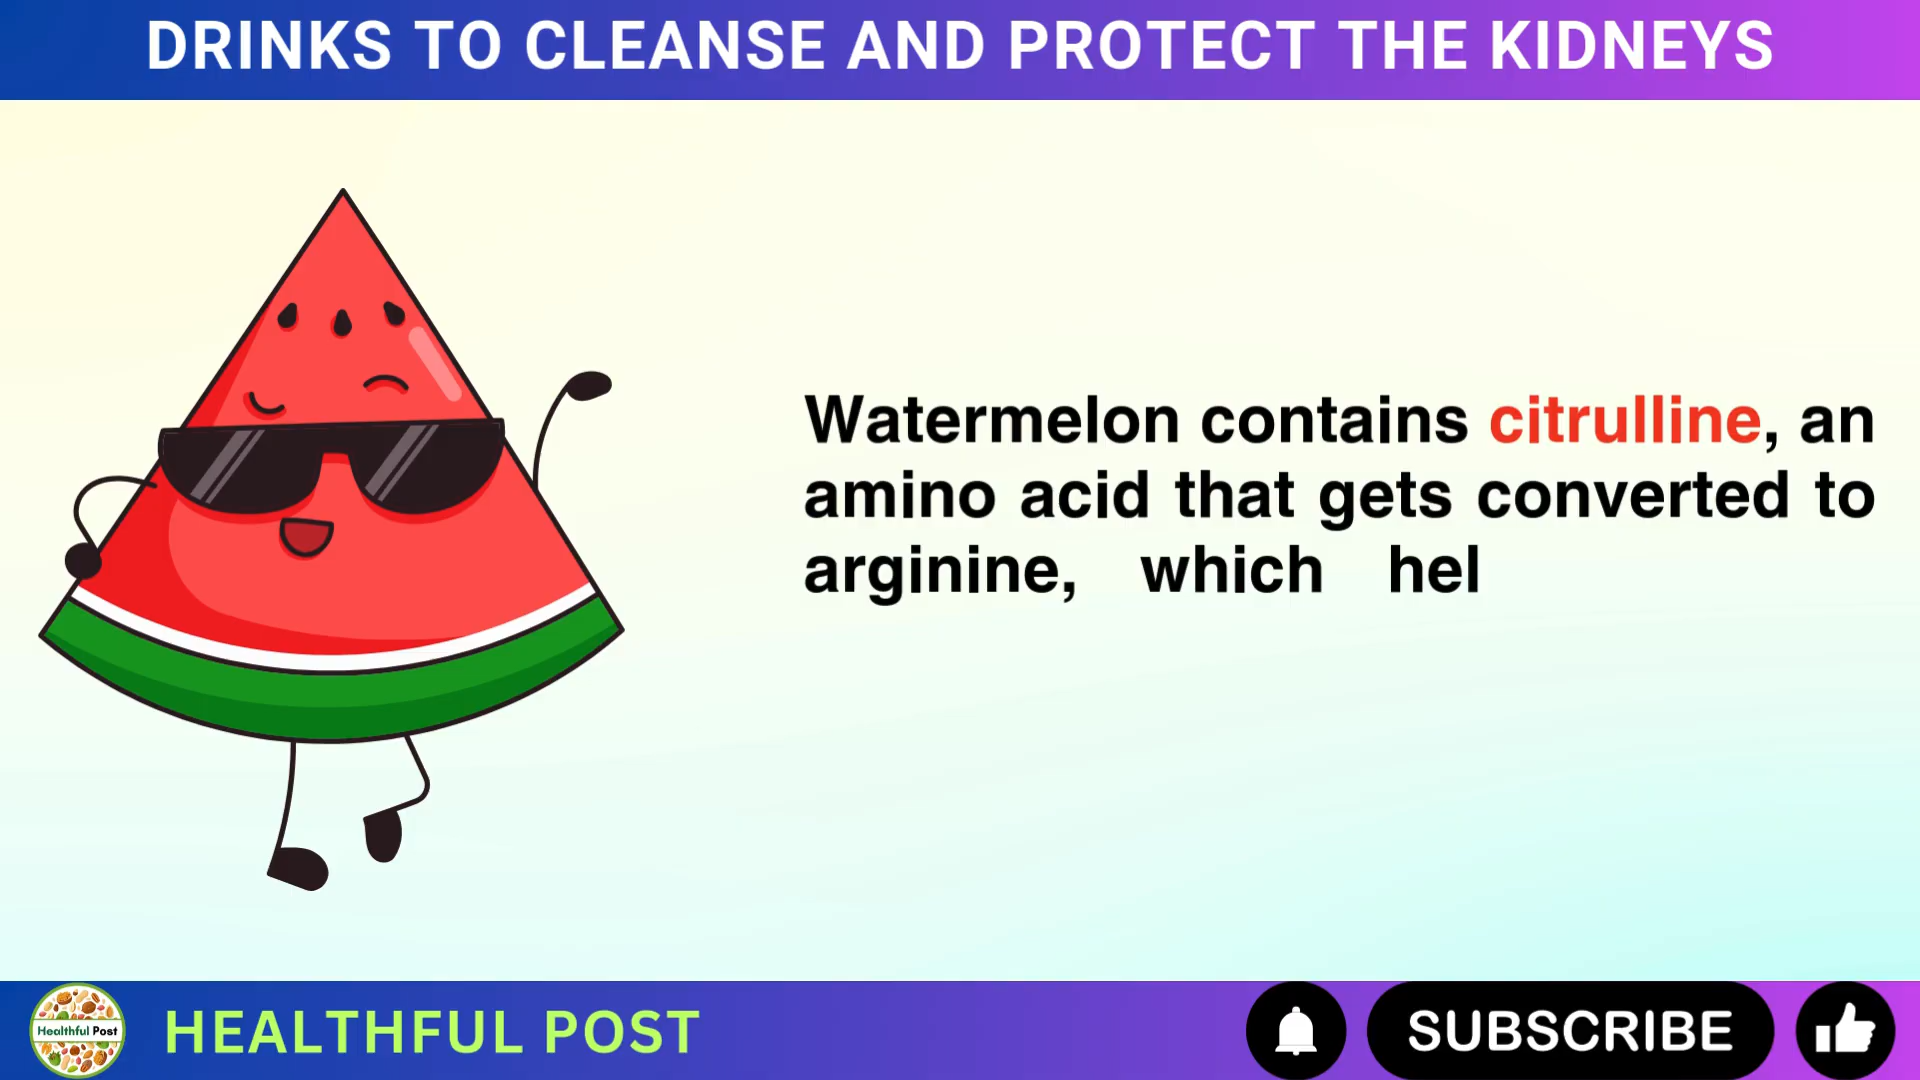 DRINKS TO CLEANSE AND PROTECT THE KIDNEYS
Watermelon contains citrulline, an
amino acid that gets converted to
arginine, which hel
Healthful Post
HEALTHFUL POST
SUBSCRIBE